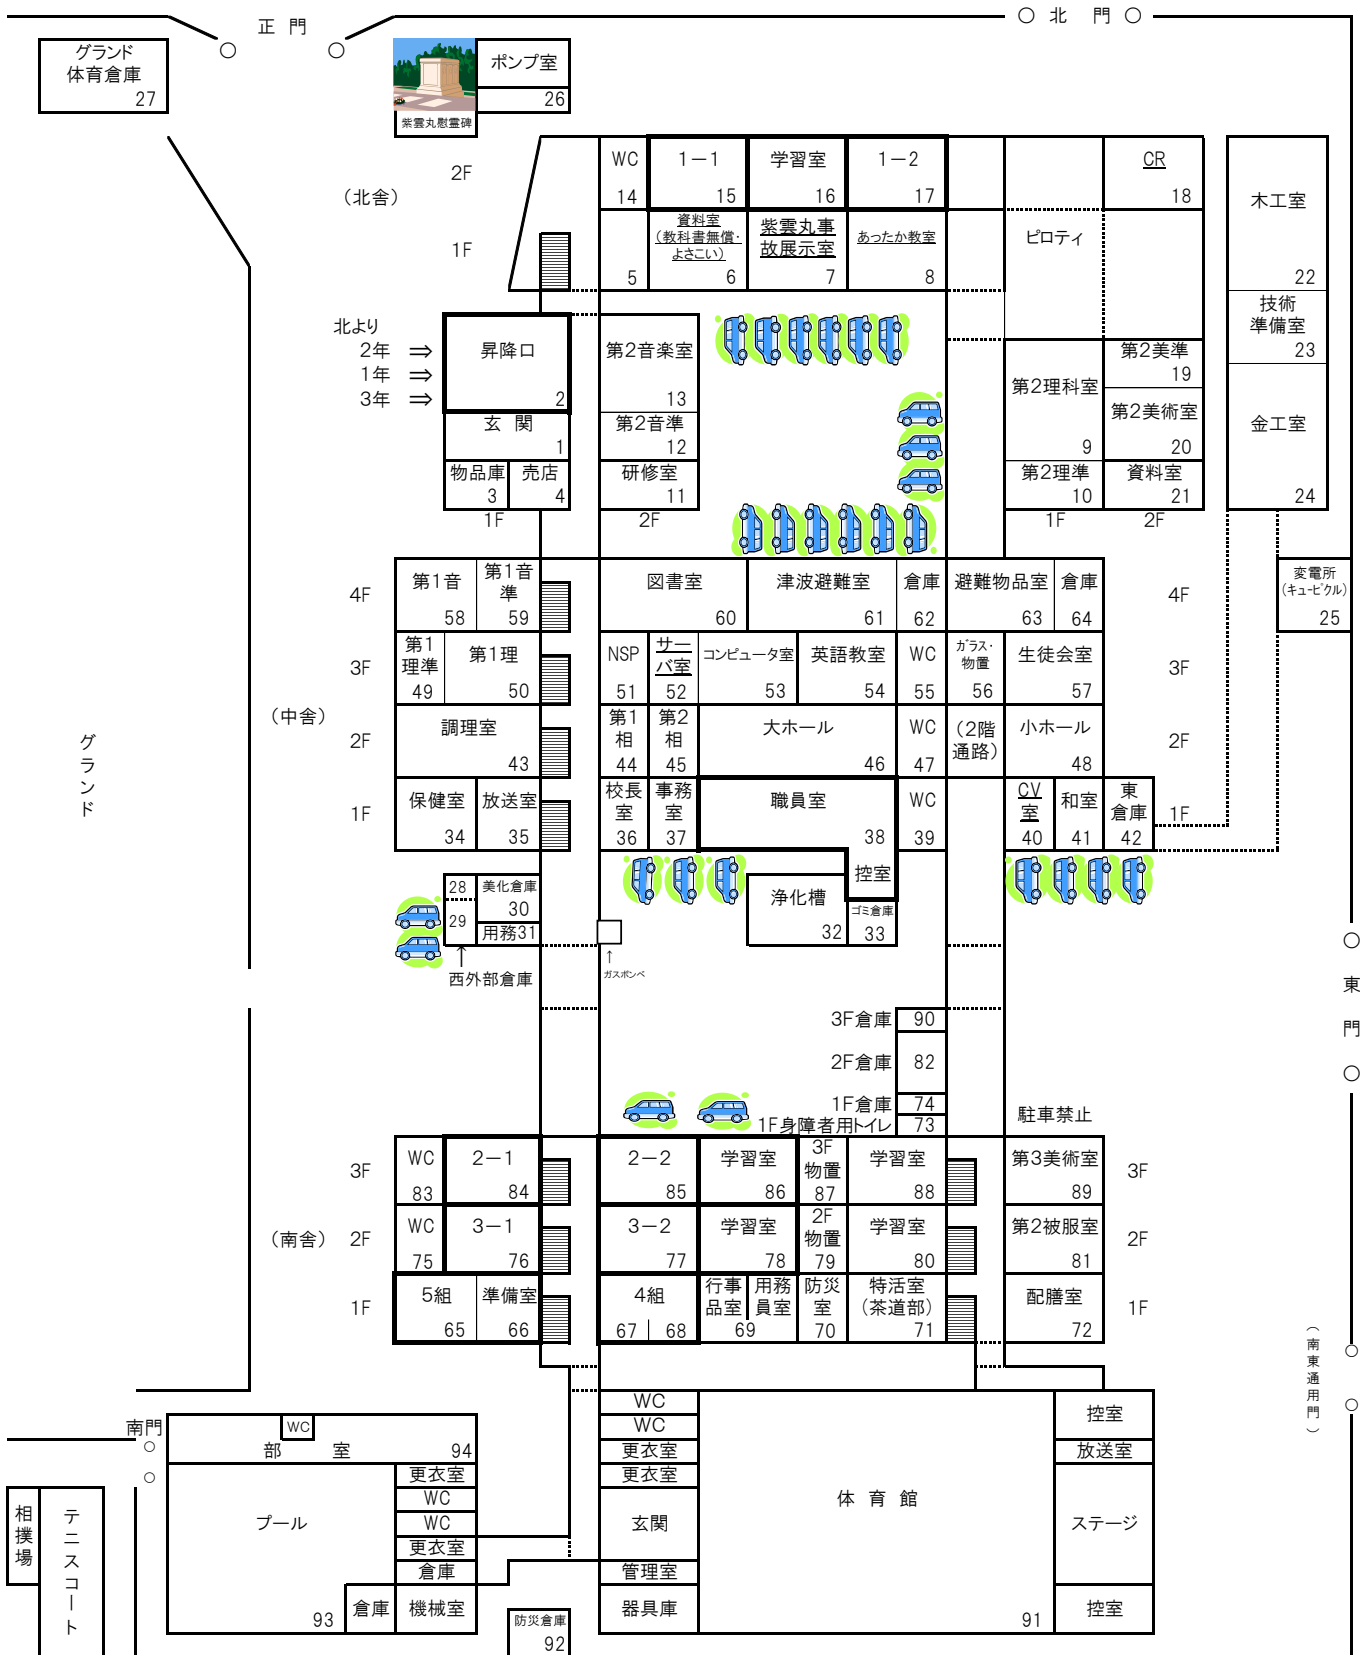 正 門
○ 北 門 ○
○ ○
グランド
体育倉庫
27
紫雲丸慰霊碑
ポンプ室
26
(北舎)
2F
WC
14
1-1
15
学習室
16
1-2
17
CR
18
1F
5
資料室
(教科書無償・
よさこい)
6
紫雲丸事
故展示室
7
あったか教室
8
ピロティ
木工室
22
技術
準備室
23
金工室
24
北より
2年 ⇒
1年 ⇒
3年 ⇒
昇降口
2
玄 関
1
物品庫
3
売店
4
1F
第2音楽室
13
第2音準
12
研修室
11
2F
第2理科室
9
第2理準
10
1F
第2美準
19
第2美術室
20
資料室
21
2F
変電所
(キュービクル)
25
(中舎)
4F
第1音
58
第1音
準
59
図書室
60
津波避難室
61
倉庫
62
避難物品室
63
倉庫
64
4F
3F
第1
理準
49
第1理
50
NSP
51
サー
バ室
52
コンピュータ室
53
英語教室
54
WC
55
ガラス・
物置
56
生徒会室
57
3F
2F
調理室
43
第1
相
44
第2
相
45
大ホール
46
WC
47
(2階
通路)
小ホール
48
2F
1F
保健室
34
放送室
35
校長
室
36
事務
室
37
職員室
38
控室
WC
39
CV
室
40
和室
41
東
倉庫
42
1F
グランド
28
29
美化倉庫
30
用務31
↑
西外部倉庫
↑
ガスボンベ
浄化槽
32
ゴミ倉庫
33
○
東
門
○
3F倉庫 90
2F倉庫 82
1F倉庫 74
1F身障者用トイレ 73
駐車禁止
(南舎)
3F
WC
83
2-1
84
2-2
85
学習室
86
3F
物置
87
学習室
88
第3美術室
89
3F
2F
WC
75
3-1
76
3-2
77
学習室
78
2F
物置
79
学習室
80
第2被服室
81
2F
1F
5組
65
準備室
66
4組
67 68
行事
品室
用務
員室
69
防災
室
70
特活室
(茶道部)
71
配膳室
72
1F
(南東通用門)
○
○
南門
○
○
WC
部 室 94
プール
93
更衣室
WC
WC
更衣室
倉庫
倉庫
機械室
相撲場
テニスコート
防災倉庫
92
WC
WC
更衣室
更衣室
玄関
管理室
器具庫
体 育 館
91
控室
放送室
ステージ
控室